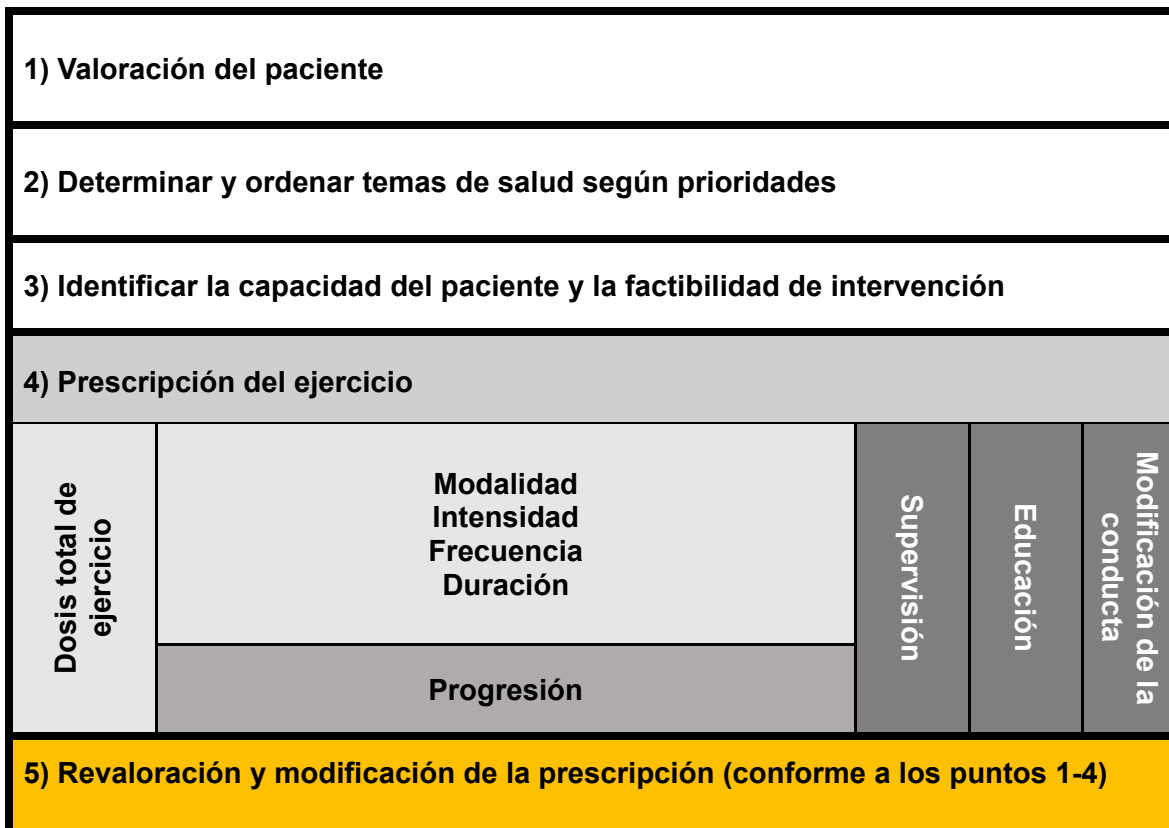 1) Valoración del paciente
2) Determinar y ordenar temas de salud según prioridades
3) Identificar la capacidad del paciente y la factibilidad de intervención
4) Prescripción del ejercicio
Dosis total de
ejercicio
Modalidad
Intensidad
Frecuencia
Duración
Progresión
Supervisión
Educación
Modificación de la
conducta
5) Revaloración y modificación de la prescripción (conforme a los puntos 1-4)